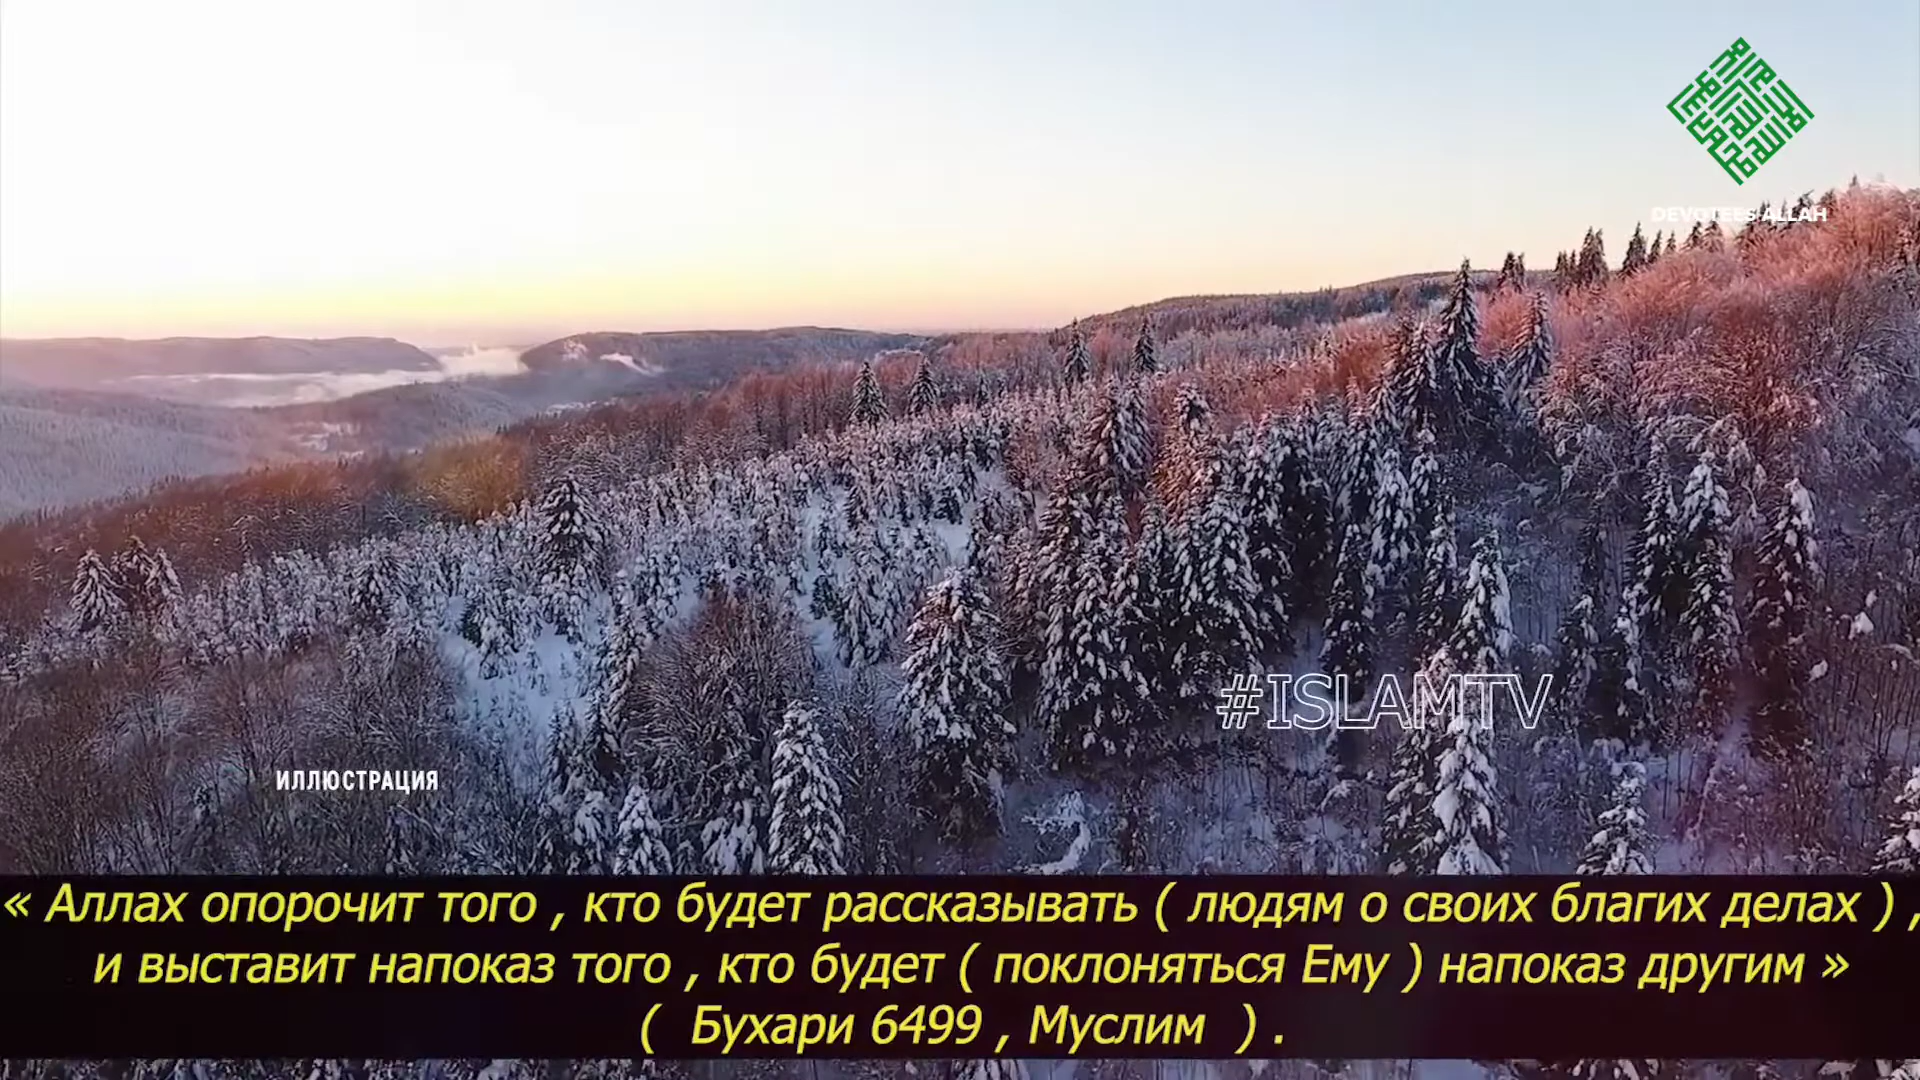 DEVOTEES ALLAH
#ISLAMTV
ИЛЛЮСТРАЦИЯ
« Аллах опорочит того , кто будет рассказывать ( людям о своих благих делах ) ,
и выставит напоказ того , кто будет ( поклоняться Ему ) напоказ другим »
( Бухари 6499 , Муслим ) .